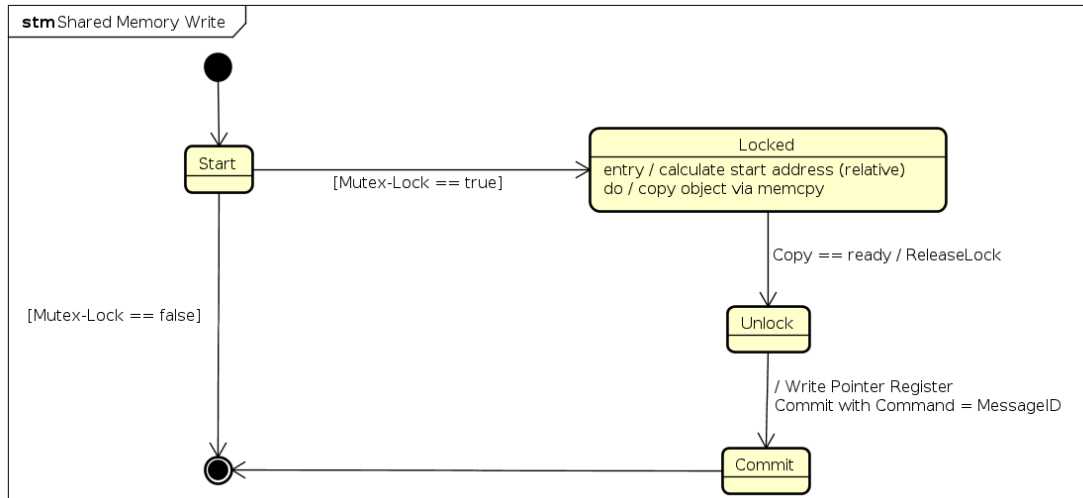 stm Shared Memory Write
Start
Locked
entry / calculate start address (relative)
do / copy object via memcpy
[Mutex-Lock == true]
Copy == ready / ReleaseLock
[Mutex-Lock == false]
Unlock
/ Write Pointer Register
Commit with Command = MessageID
Commit